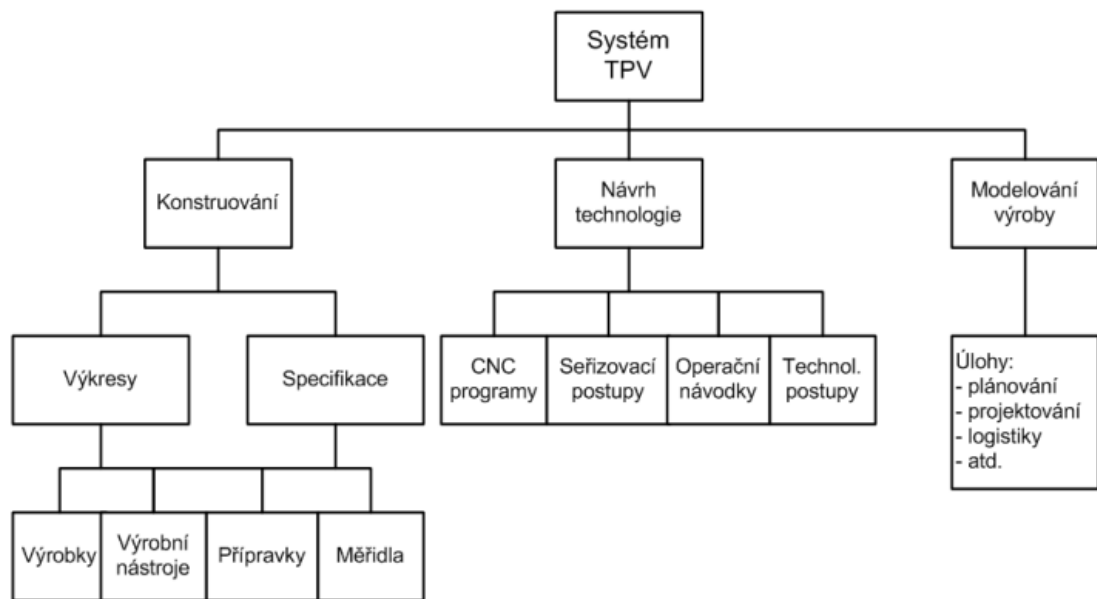 Systém
TPV
Konstruování
Návrh
technologie
Modelování
výroby
Výkresy
Specifikace
CNC
programy
Seřizovací
postupy
Operační
návodky
Technol.
postupy
Úlohy:
- plánování
- projektování
- logistiky
- atd.
Výrobky
Výrobní
nástroje
Přípravky
Měřidla